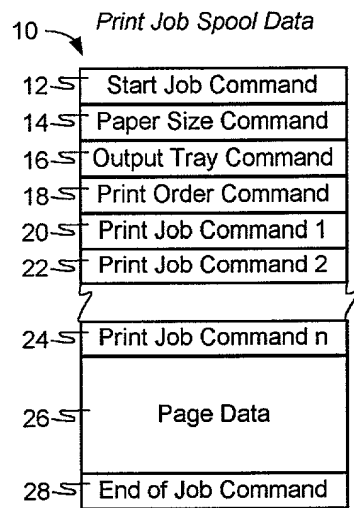 Print Job Spool Data
10
12 Start Job Command
14 Paper Size Command
16 Output Tray Command
18 Print Order Command
20 Print Job Command 1
22 Print Job Command 2
24 Print Job Command n
26 Page Data
28 End of Job Command